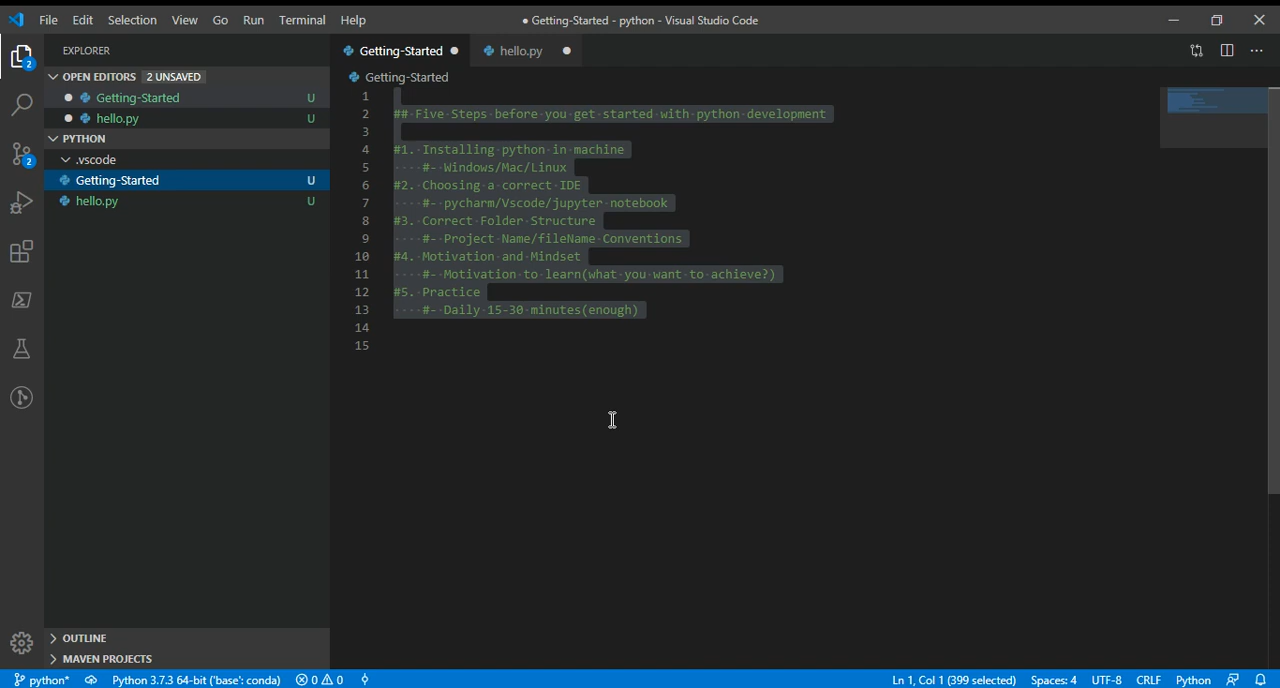 File Edit Selection View Go Run Terminal Help
● Getting-Started - python - Visual Studio Code
EXPLORER
Getting-Started ●
hello.py ●
OPEN EDITORS 2 UNSAVED
Getting-Started
● Getting-Started U
● hello.py U
PYTHON
.vscode
Getting-Started U
hello.py U
1
2 ## Five Steps before you get started with python development
3
4 #1. Installing python in machine
5 #- Windows/Mac/Linux
6 #2. Choosing a correct IDE
7 #- pycharm/Vscode/jupyter notebook
8 #3. Correct Folder Structure
9 #- Project Name/fileName Conventions
10 #4. Motivation and Mindset
11 #- Motivation to learn(what you want to achieve?)
12 #5. Practice
13 #- Daily 15-30 minutes(enough)
14
15
2
2
OUTLINE
MAVEN PROJECTS
python* Python 3.7.3 64-bit ('base': conda) 0 0 Ln 1, Col 1 (399 selected) Spaces: 4 UTF-8 CRLF Python